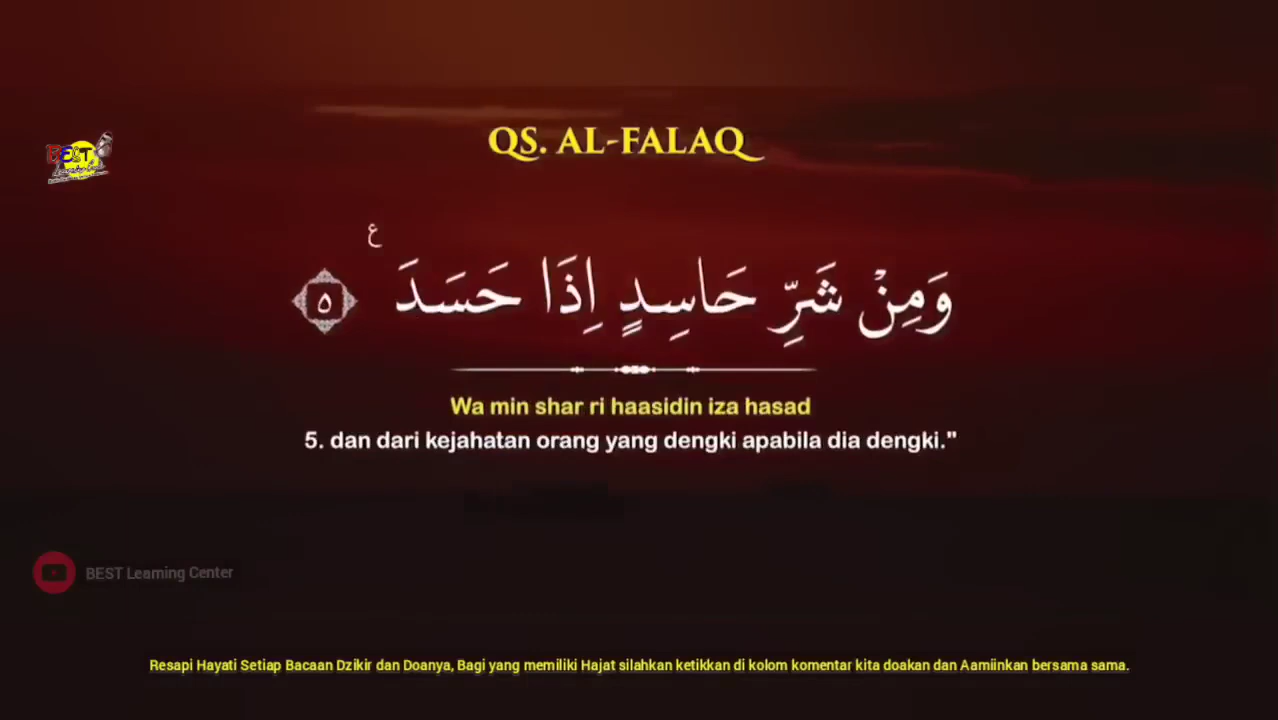 BEST
QS. AL-FALAQ
ع
وَمِنْ شَرِّ حَاسِدٍ اِذَا حَسَدَ ۝٥
Wa min shar ri haasidin iza hasad
5. dan dari kejahatan orang yang dengki apabila dia dengki."
BEST Learning Center
Resapi Hayati Setiap Bacaan Dzikir dan Doanya, Bagi yang memiliki Hajat silahkan ketikkan di kolom komentar kita doakan dan Aamiinkan bersama sama.